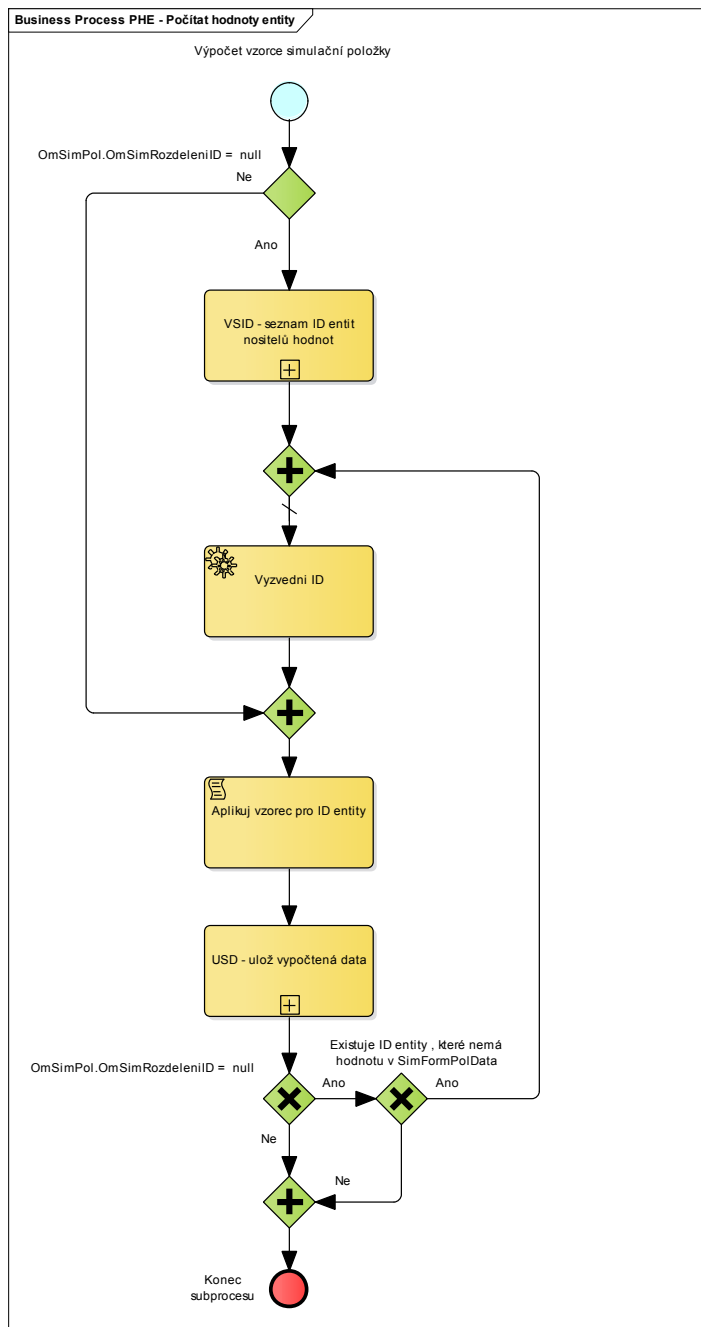 Business Process PHE - Počítat hodnoty entity
Výpočet vzorce simulační položky
OmSimPol.OmSimRozdeleniID = null
Ne
Ano
VSID - seznam ID entit
nositelů hodnot
Vyzvedni ID
Aplikuj vzorec pro ID entity
USD - ulož vypočtená data
Existuje ID entity , které nemá
hodnotu v SimFormPolData
OmSimPol.OmSimRozdeleniID = null
Ano
Ano
Ne
Ne
Konec
subprocesu